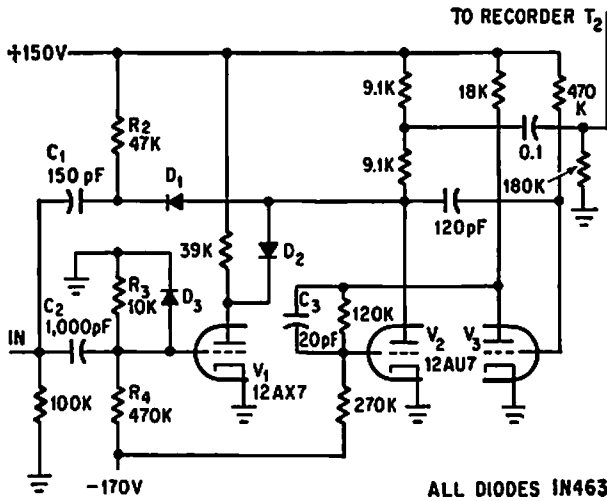 TO RECORDER T2
+150V
9.1K
18K
470
K
R2
47K
C1
150 pF
D1
9.1K
0.1
180K
39K
D2
120pF
R3
10K
D3
C3
20pF
120K
C2
1,000pF
IN
V1
12AX7
V2
V3
12AU7
100K
R4
470K
270K
-170V
ALL DIODES IN463